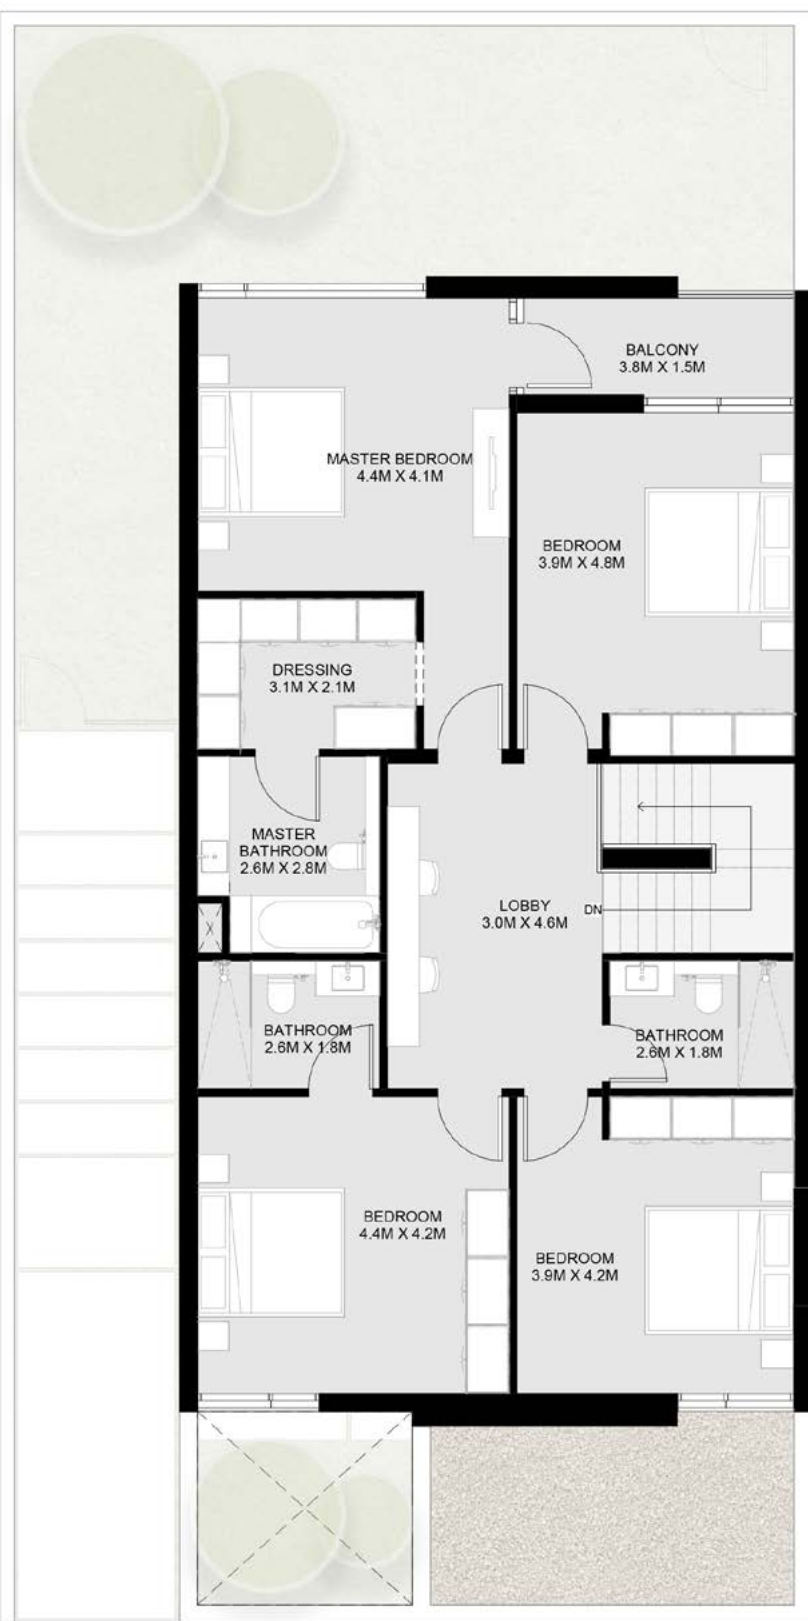 BALCONY
3.8M X 1.5M
MASTER BEDROOM
4.4M X 4.1M
BEDROOM
3.9M X 4.8M
DRESSING
3.1M X 2.1M
MASTER
BATHROOM
2.6M X 2.8M
LOBBY
3.0M X 4.6M
DN
BATHROOM
2.6M X 1.8M
BATHROOM
2.6M X 1.8M
BEDROOM
4.4M X 4.2M
BEDROOM
3.9M X 4.2M